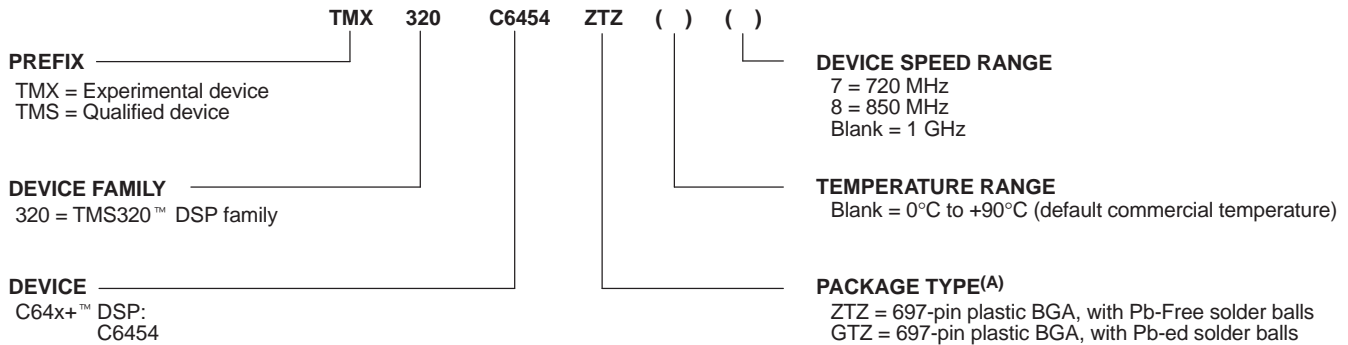 TMX 320 C6454 ZTZ ( ) ( )
PREFIX
TMX = Experimental device
TMS = Qualified device
DEVICE FAMILY
320 = TMS320™ DSP family
DEVICE
C64x+™ DSP:
C6454
DEVICE SPEED RANGE
7 = 720 MHz
8 = 850 MHz
Blank = 1 GHz
TEMPERATURE RANGE
Blank = 0°C to +90°C (default commercial temperature)
PACKAGE TYPE(A)
ZTZ = 697-pin plastic BGA, with Pb-Free solder balls
GTZ = 697-pin plastic BGA, with Pb-ed solder balls